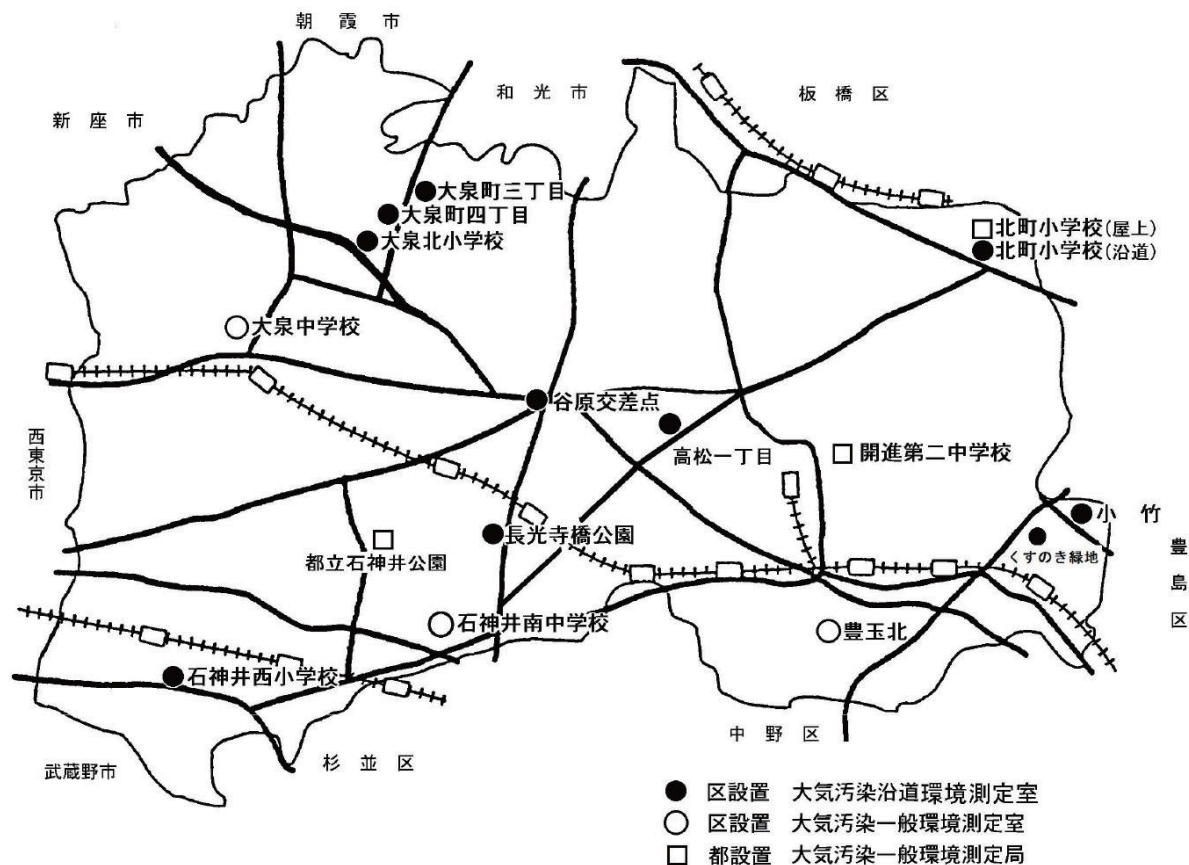 朝霞市
和光市
板橋区
新座市
大泉町三丁目
大泉町四丁目
大泉北小学校
北町小学校(屋上)
北町小学校(沿道)
大泉中学校
谷原交差点
高松一丁目
開進第二中学校
西東京市
小竹
くすのき緑地
豊島区
長光寺橋公園
都立石神井公園
石神井南中学校
豊玉北
石神井西小学校
中野区
杉並区
武蔵野市
区設置 大気汚染沿道環境測定室
区設置 大気汚染一般環境測定室
都設置 大気汚染一般環境測定局